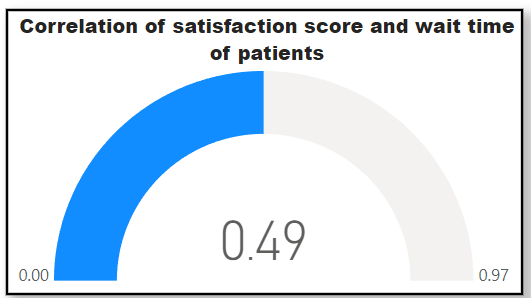 Correlation of satisfaction score and wait time
of patients
0.49
0.00
0.97